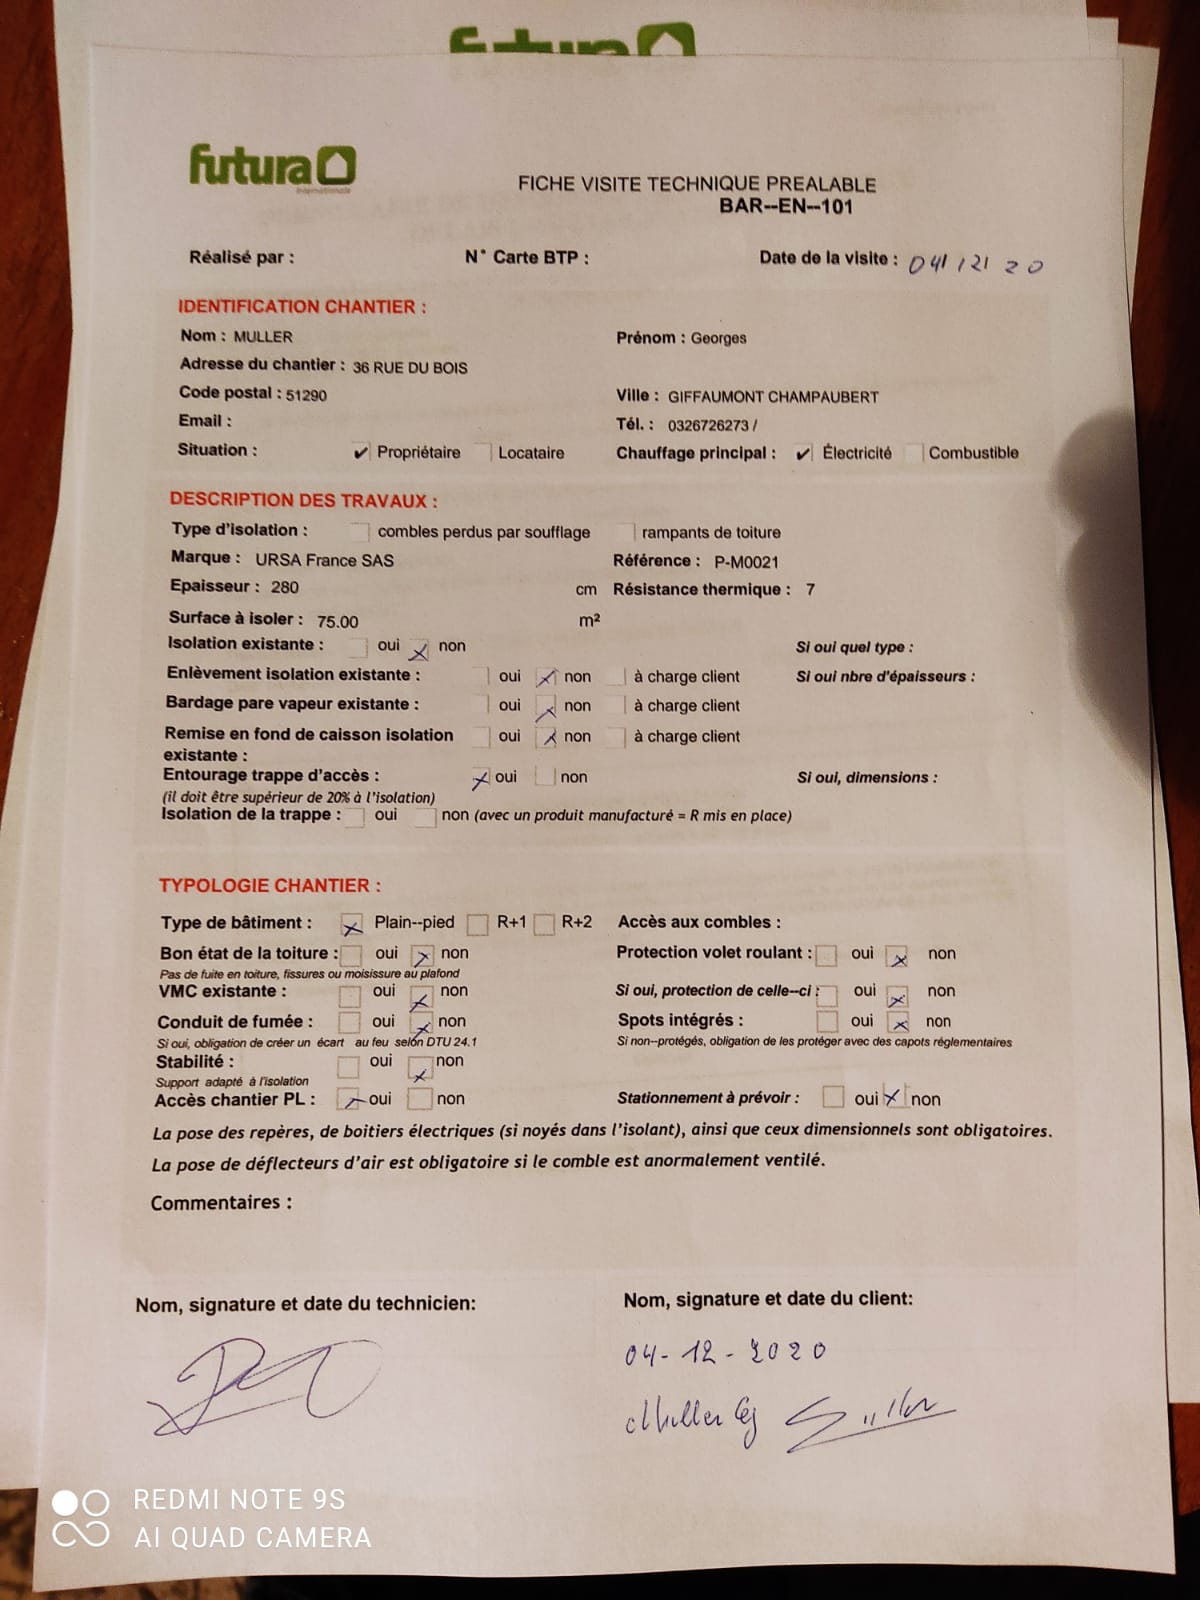 futura
futura
Internationale
FICHE VISITE TECHNIQUE PREALABLE
BAR--EN--101
Réalisé par : N° Carte BTP : Date de la visite : 04/12/20
IDENTIFICATION CHANTIER :
Nom : MULLER Prénom : Georges
Adresse du chantier : 36 RUE DU BOIS
Code postal : 51290 Ville : GIFFAUMONT CHAMPAUBERT
Email : Tél. : 0326726273 /
Situation : ✔ Propriétaire Locataire Chauffage principal : ✔ Électricité Combustible
DESCRIPTION DES TRAVAUX :
Type d'isolation : combles perdus par soufflage rampants de toiture
Marque : URSA France SAS Référence : P-M0021
Epaisseur : 280 cm Résistance thermique : 7
Surface à isoler : 75.00 m²
Isolation existante : oui x non Si oui quel type :
Enlèvement isolation existante : oui x non à charge client Si oui nbre d'épaisseurs :
Bardage pare vapeur existante : oui x non à charge client
Remise en fond de caisson isolation oui x non à charge client
existante :
Entourage trappe d'accès : x oui non Si oui, dimensions :
(il doit être supérieur de 20% à l'isolation)
Isolation de la trappe : oui non (avec un produit manufacturé = R mis en place)
TYPOLOGIE CHANTIER :
Type de bâtiment : x Plain--pied R+1 R+2 Accès aux combles :
Bon état de la toiture : oui x non Protection volet roulant : oui x non
Pas de fuite en toiture, fissures ou moisissure au plafond
VMC existante : oui x non Si oui, protection de celle--ci : oui x non
Conduit de fumée : oui x non Spots intégrés : oui x non
Si oui, obligation de créer un écart au feu selon DTU 24.1 Si non--protégés, obligation de les protéger avec des capots réglementaires
Stabilité : oui x non
Support adapté à l'isolation
Accès chantier PL : x oui non Stationnement à prévoir : oui x non
La pose des repères, de boitiers électriques (si noyés dans l'isolant), ainsi que ceux dimensionnels sont obligatoires.
La pose de déflecteurs d'air est obligatoire si le comble est anormalement ventilé.
Commentaires :
Nom, signature et date du technicien: Nom, signature et date du client:
04-12-2020
Muller
REDMI NOTE 9S
AI QUAD CAMERA